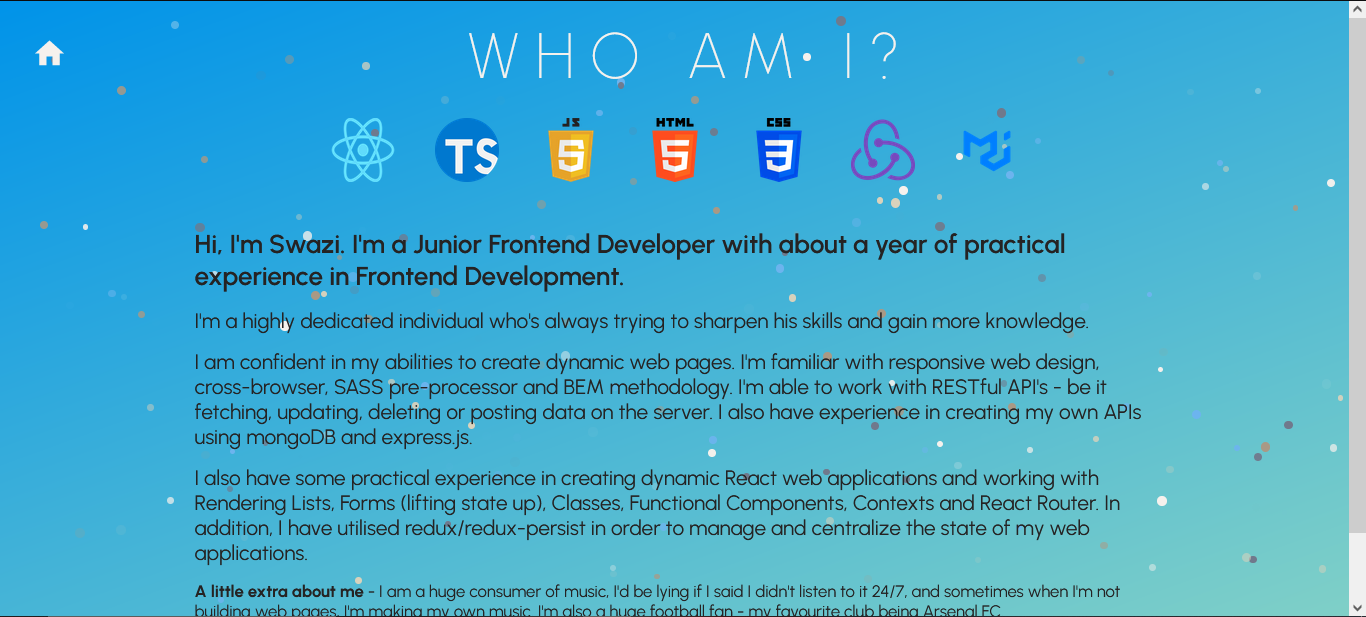 WHO AM I?
JS HTML CSS
TS 5 5 3
Hi, I'm Swazi. I'm a Junior Frontend Developer with about a year of practical
experience in Frontend Development.
I'm a highly dedicated individual who's always trying to sharpen his skills and gain more knowledge.
I am confident in my abilities to create dynamic web pages. I'm familiar with responsive web design,
cross-browser, SASS pre-processor and BEM methodology. I'm able to work with RESTful API's - be it
fetching, updating, deleting or posting data on the server. I also have experience in creating my own APIs
using mongoDB and express.js.
I also have some practical experience in creating dynamic React web applications and working with
Rendering Lists, Forms (lifting state up), Classes, Functional Components, Contexts and React Router. In
addition, I have utilised redux/redux-persist in order to manage and centralize the state of my web
applications.
A little extra about me - I am a huge consumer of music, I'd be lying if I said I didn't listen to it 24/7, and sometimes when I'm not
building web pages, I'm making my own music. I'm also a huge football fan - my favourite club being Arsenal FC